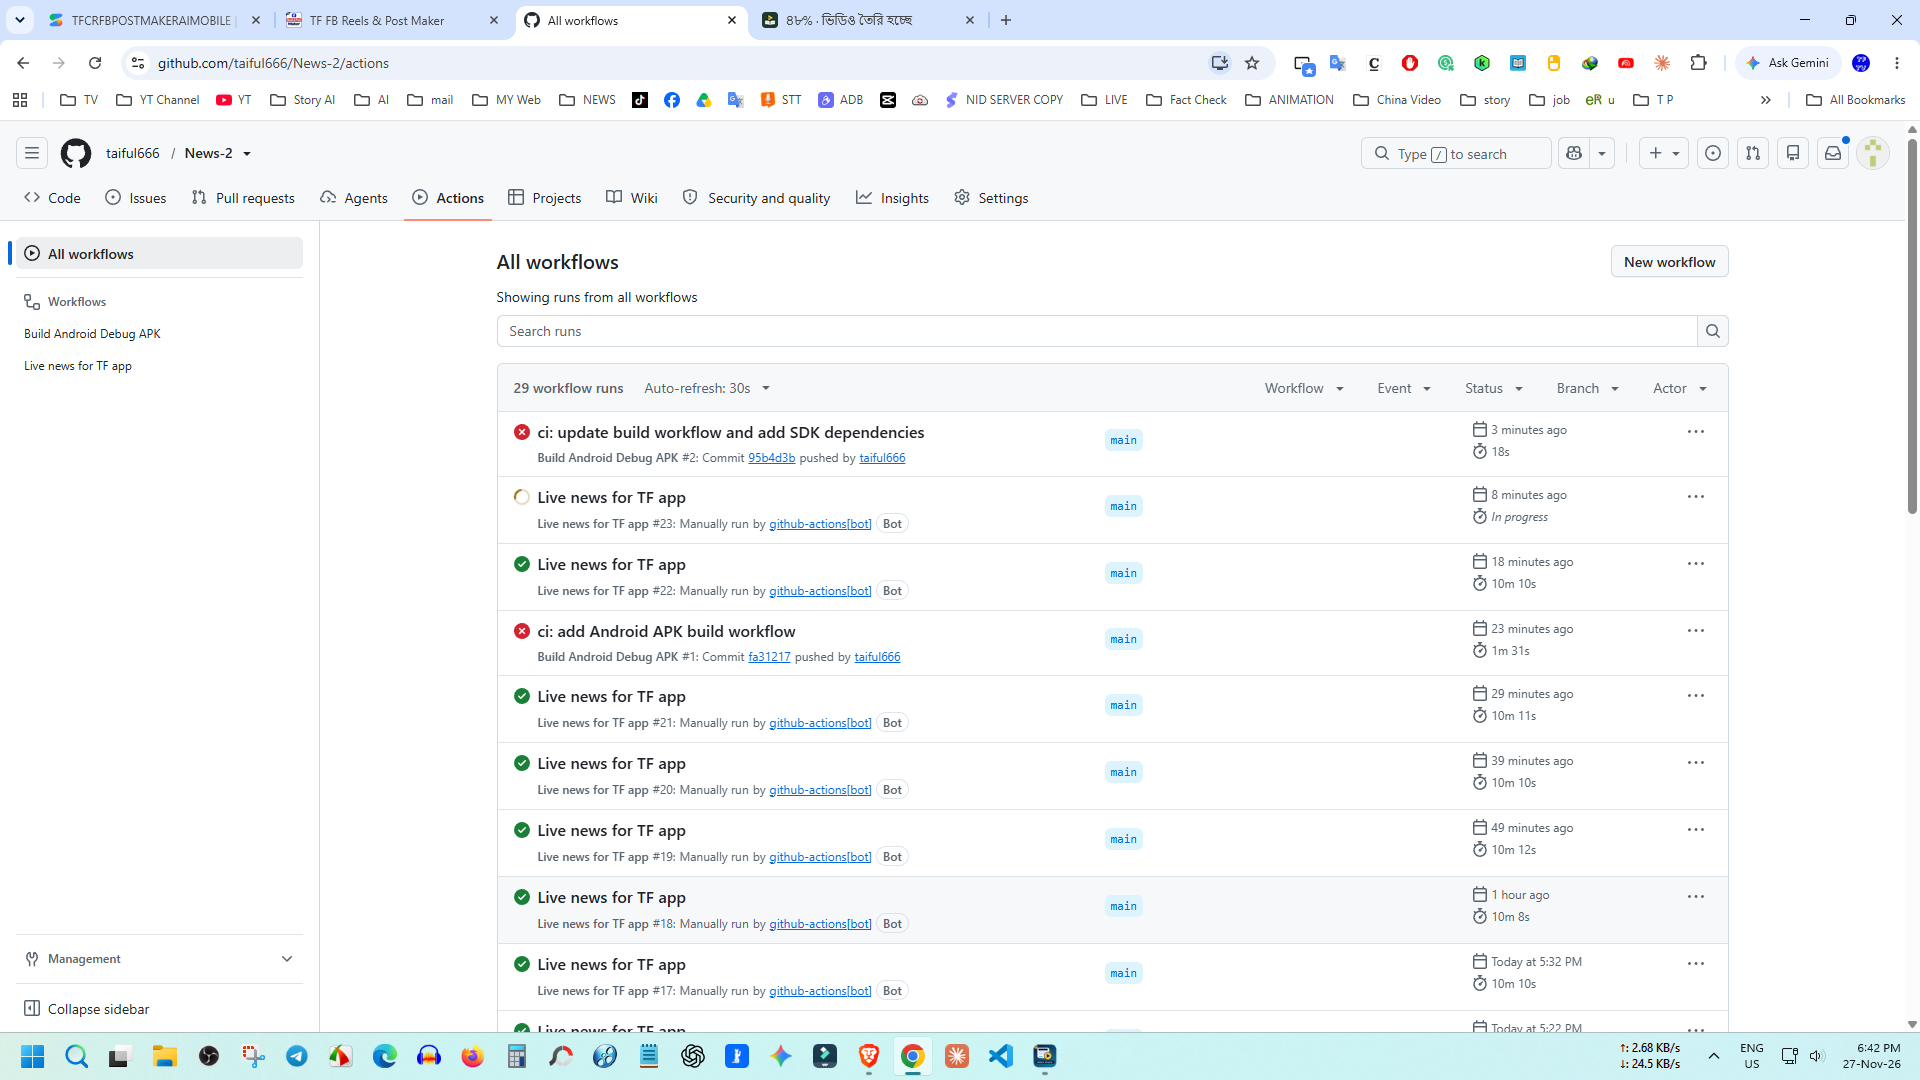 TFCRFBPOSTMAKERAIMOBILE
TF FB Reels & Post Maker
All workflows
৪৮% · ভিডিও তৈরি হচ্ছে
github.com/taiful666/News-2/actions
Ask Gemini
TV
YT Channel
YT
Story AI
AI
mail
MY Web
NEWS
STT
ADB
NID SERVER COPY
LIVE
Fact Check
ANIMATION
China Video
story
job
eR u
T P
All Bookmarks
taiful666 / News-2
Type / to search
Code
Issues
Pull requests
Agents
Actions
Projects
Wiki
Security and quality
Insights
Settings
All workflows
Workflows
Build Android Debug APK
Live news for TF app
Management
Collapse sidebar
All workflows
New workflow
Showing runs from all workflows
Search runs
29 workflow runs Auto-refresh: 30s Workflow Event Status Branch Actor
ci: update build workflow and add SDK dependencies
Build Android Debug APK #2: Commit 95b4d3b pushed by taiful666
main
3 minutes ago
18s
Live news for TF app
Live news for TF app #23: Manually run by github-actions[bot] Bot
main
8 minutes ago
In progress
Live news for TF app
Live news for TF app #22: Manually run by github-actions[bot] Bot
main
18 minutes ago
10m 10s
ci: add Android APK build workflow
Build Android Debug APK #1: Commit fa31217 pushed by taiful666
main
23 minutes ago
1m 31s
Live news for TF app
Live news for TF app #21: Manually run by github-actions[bot] Bot
main
29 minutes ago
10m 11s
Live news for TF app
Live news for TF app #20: Manually run by github-actions[bot] Bot
main
39 minutes ago
10m 10s
Live news for TF app
Live news for TF app #19: Manually run by github-actions[bot] Bot
main
49 minutes ago
10m 12s
Live news for TF app
Live news for TF app #18: Manually run by github-actions[bot] Bot
main
1 hour ago
10m 8s
Live news for TF app
Live news for TF app #17: Manually run by github-actions[bot] Bot
main
Today at 5:32 PM
10m 10s
Live news for TF app
Today at 5:22 PM
↑: 2.68 KB/s
↓: 24.5 KB/s
ENG
US
6:42 PM
27-Nov-26